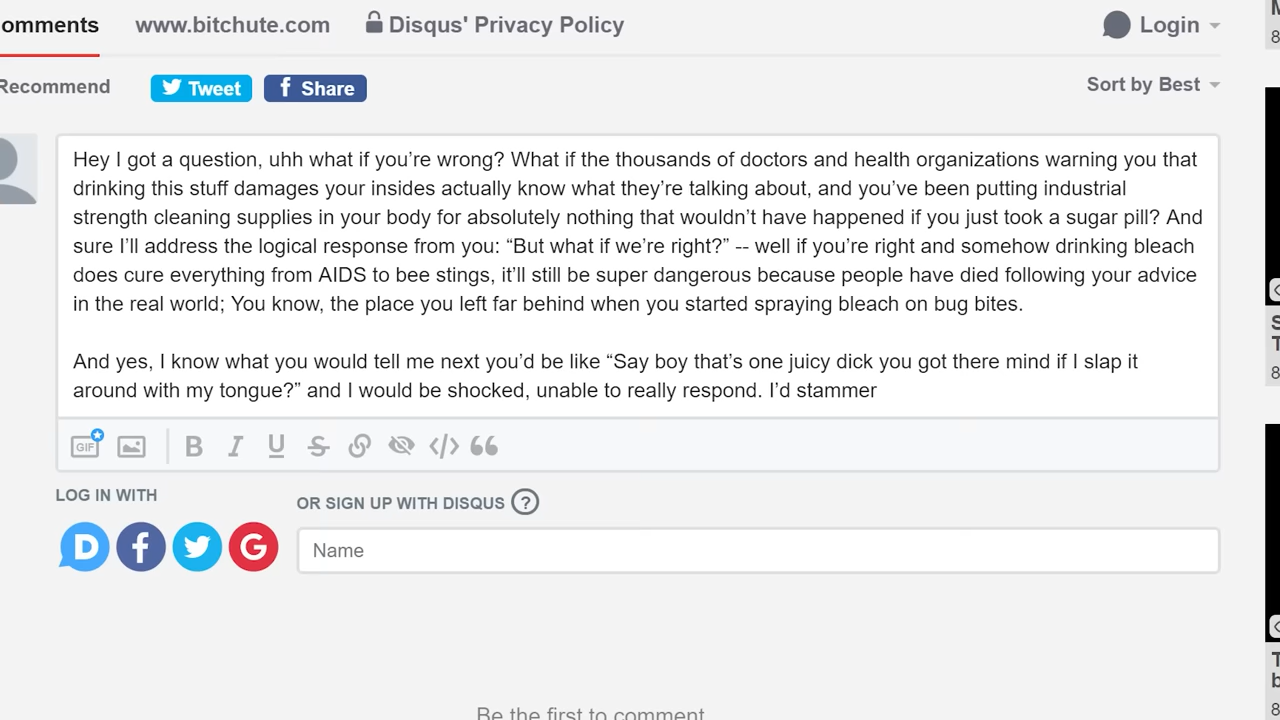 omments www.bitchute.com Disqus' Privacy Policy Login
Recommend Tweet Share Sort by Best
Hey I got a question, uhh what if you’re wrong? What if the thousands of doctors and health organizations warning you that
drinking this stuff damages your insides actually know what they’re talking about, and you’ve been putting industrial
strength cleaning supplies in your body for absolutely nothing that wouldn’t have happened if you just took a sugar pill? And
sure I’ll address the logical response from you: “But what if we’re right?” -- well if you’re right and somehow drinking bleach
does cure everything from AIDS to bee stings, it’ll still be super dangerous because people have died following your advice
in the real world; You know, the place you left far behind when you started spraying bleach on bug bites.
And yes, I know what you would tell me next you’d be like “Say boy that’s one juicy dick you got there mind if I slap it
around with my tongue?” and I would be shocked, unable to really respond. I’d stammer
GIF B I U S </>
LOG IN WITH
OR SIGN UP WITH DISQUS ?
D f G
Name
Be the first to comment.